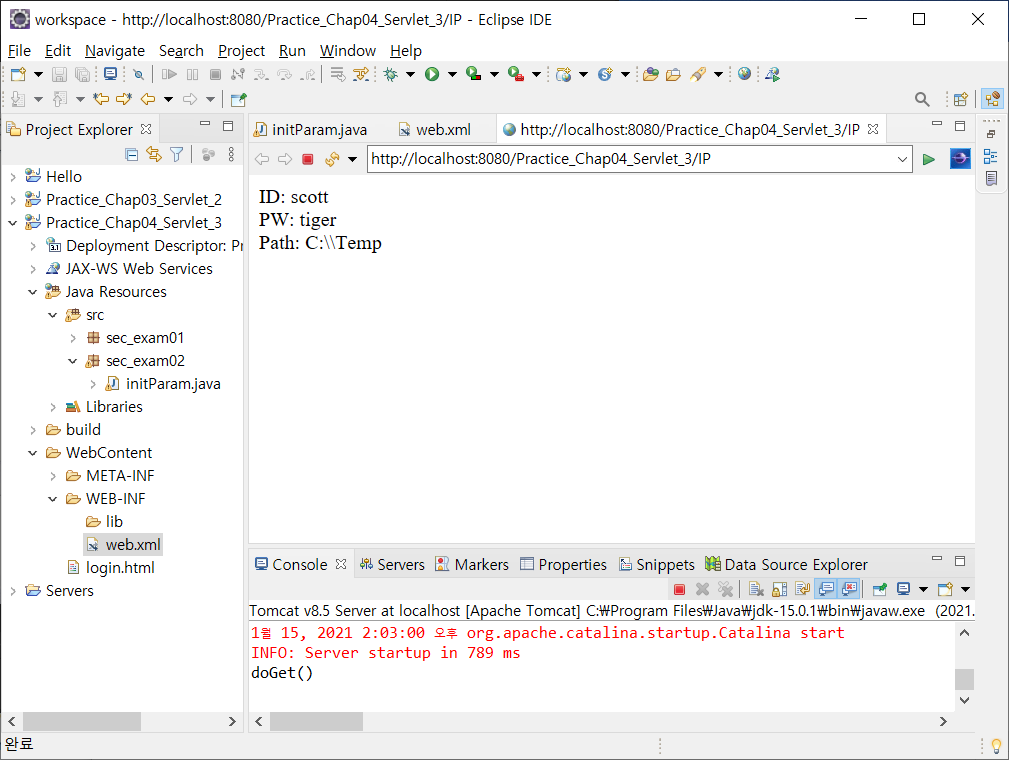 workspace - http://localhost:8080/Practice_Chap04_Servlet_3/IP - Eclipse IDE
File Edit Navigate Search Project Run Window Help
Project Explorer
Hello
Practice_Chap03_Servlet_2
Practice_Chap04_Servlet_3
Deployment Descriptor: Pr
JAX-WS Web Services
Java Resources
src
sec_exam01
sec_exam02
initParam.java
Libraries
build
WebContent
META-INF
WEB-INF
lib
web.xml
login.html
Servers
initParam.java web.xml http://localhost:8080/Practice_Chap04_Servlet_3/IP
http://localhost:8080/Practice_Chap04_Servlet_3/IP
ID: scott
PW: tiger
Path: C:\\Temp
Console Servers Markers Properties Snippets Data Source Explorer
Tomcat v8.5 Server at localhost [Apache Tomcat] C:₩Program Files₩Java₩jdk-15.0.1₩bin₩javaw.exe (2021.
1월 15, 2021 2:03:00 오후 org.apache.catalina.startup.Catalina start
INFO: Server startup in 789 ms
doGet()
완료